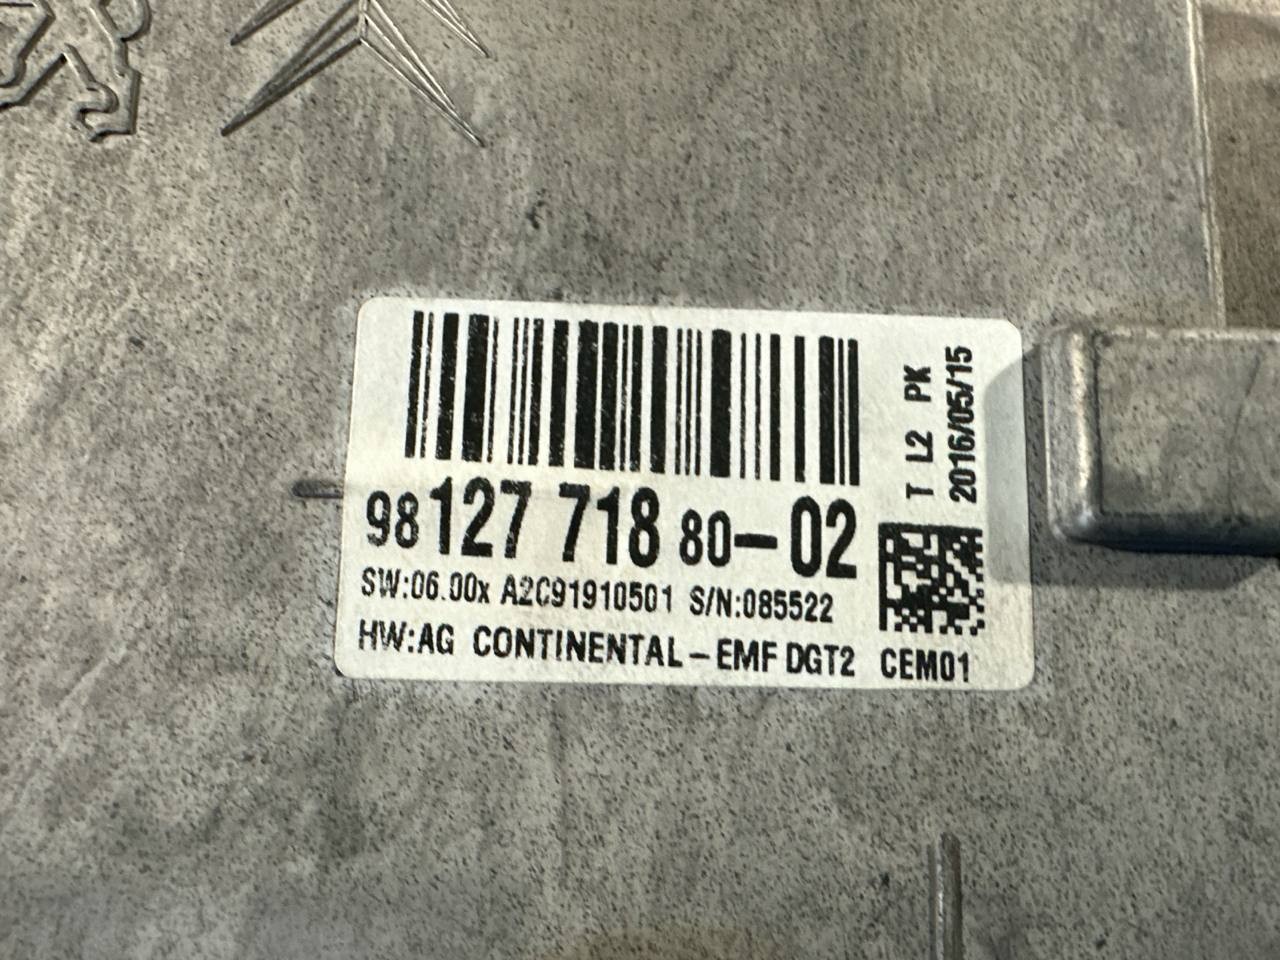 98 127 718 80-02
SW:06.00x A2C91910501 S/N:085522
HW:AG CONTINENTAL-EMF DGT2 CEM01
T L2 PK
2016/05/15